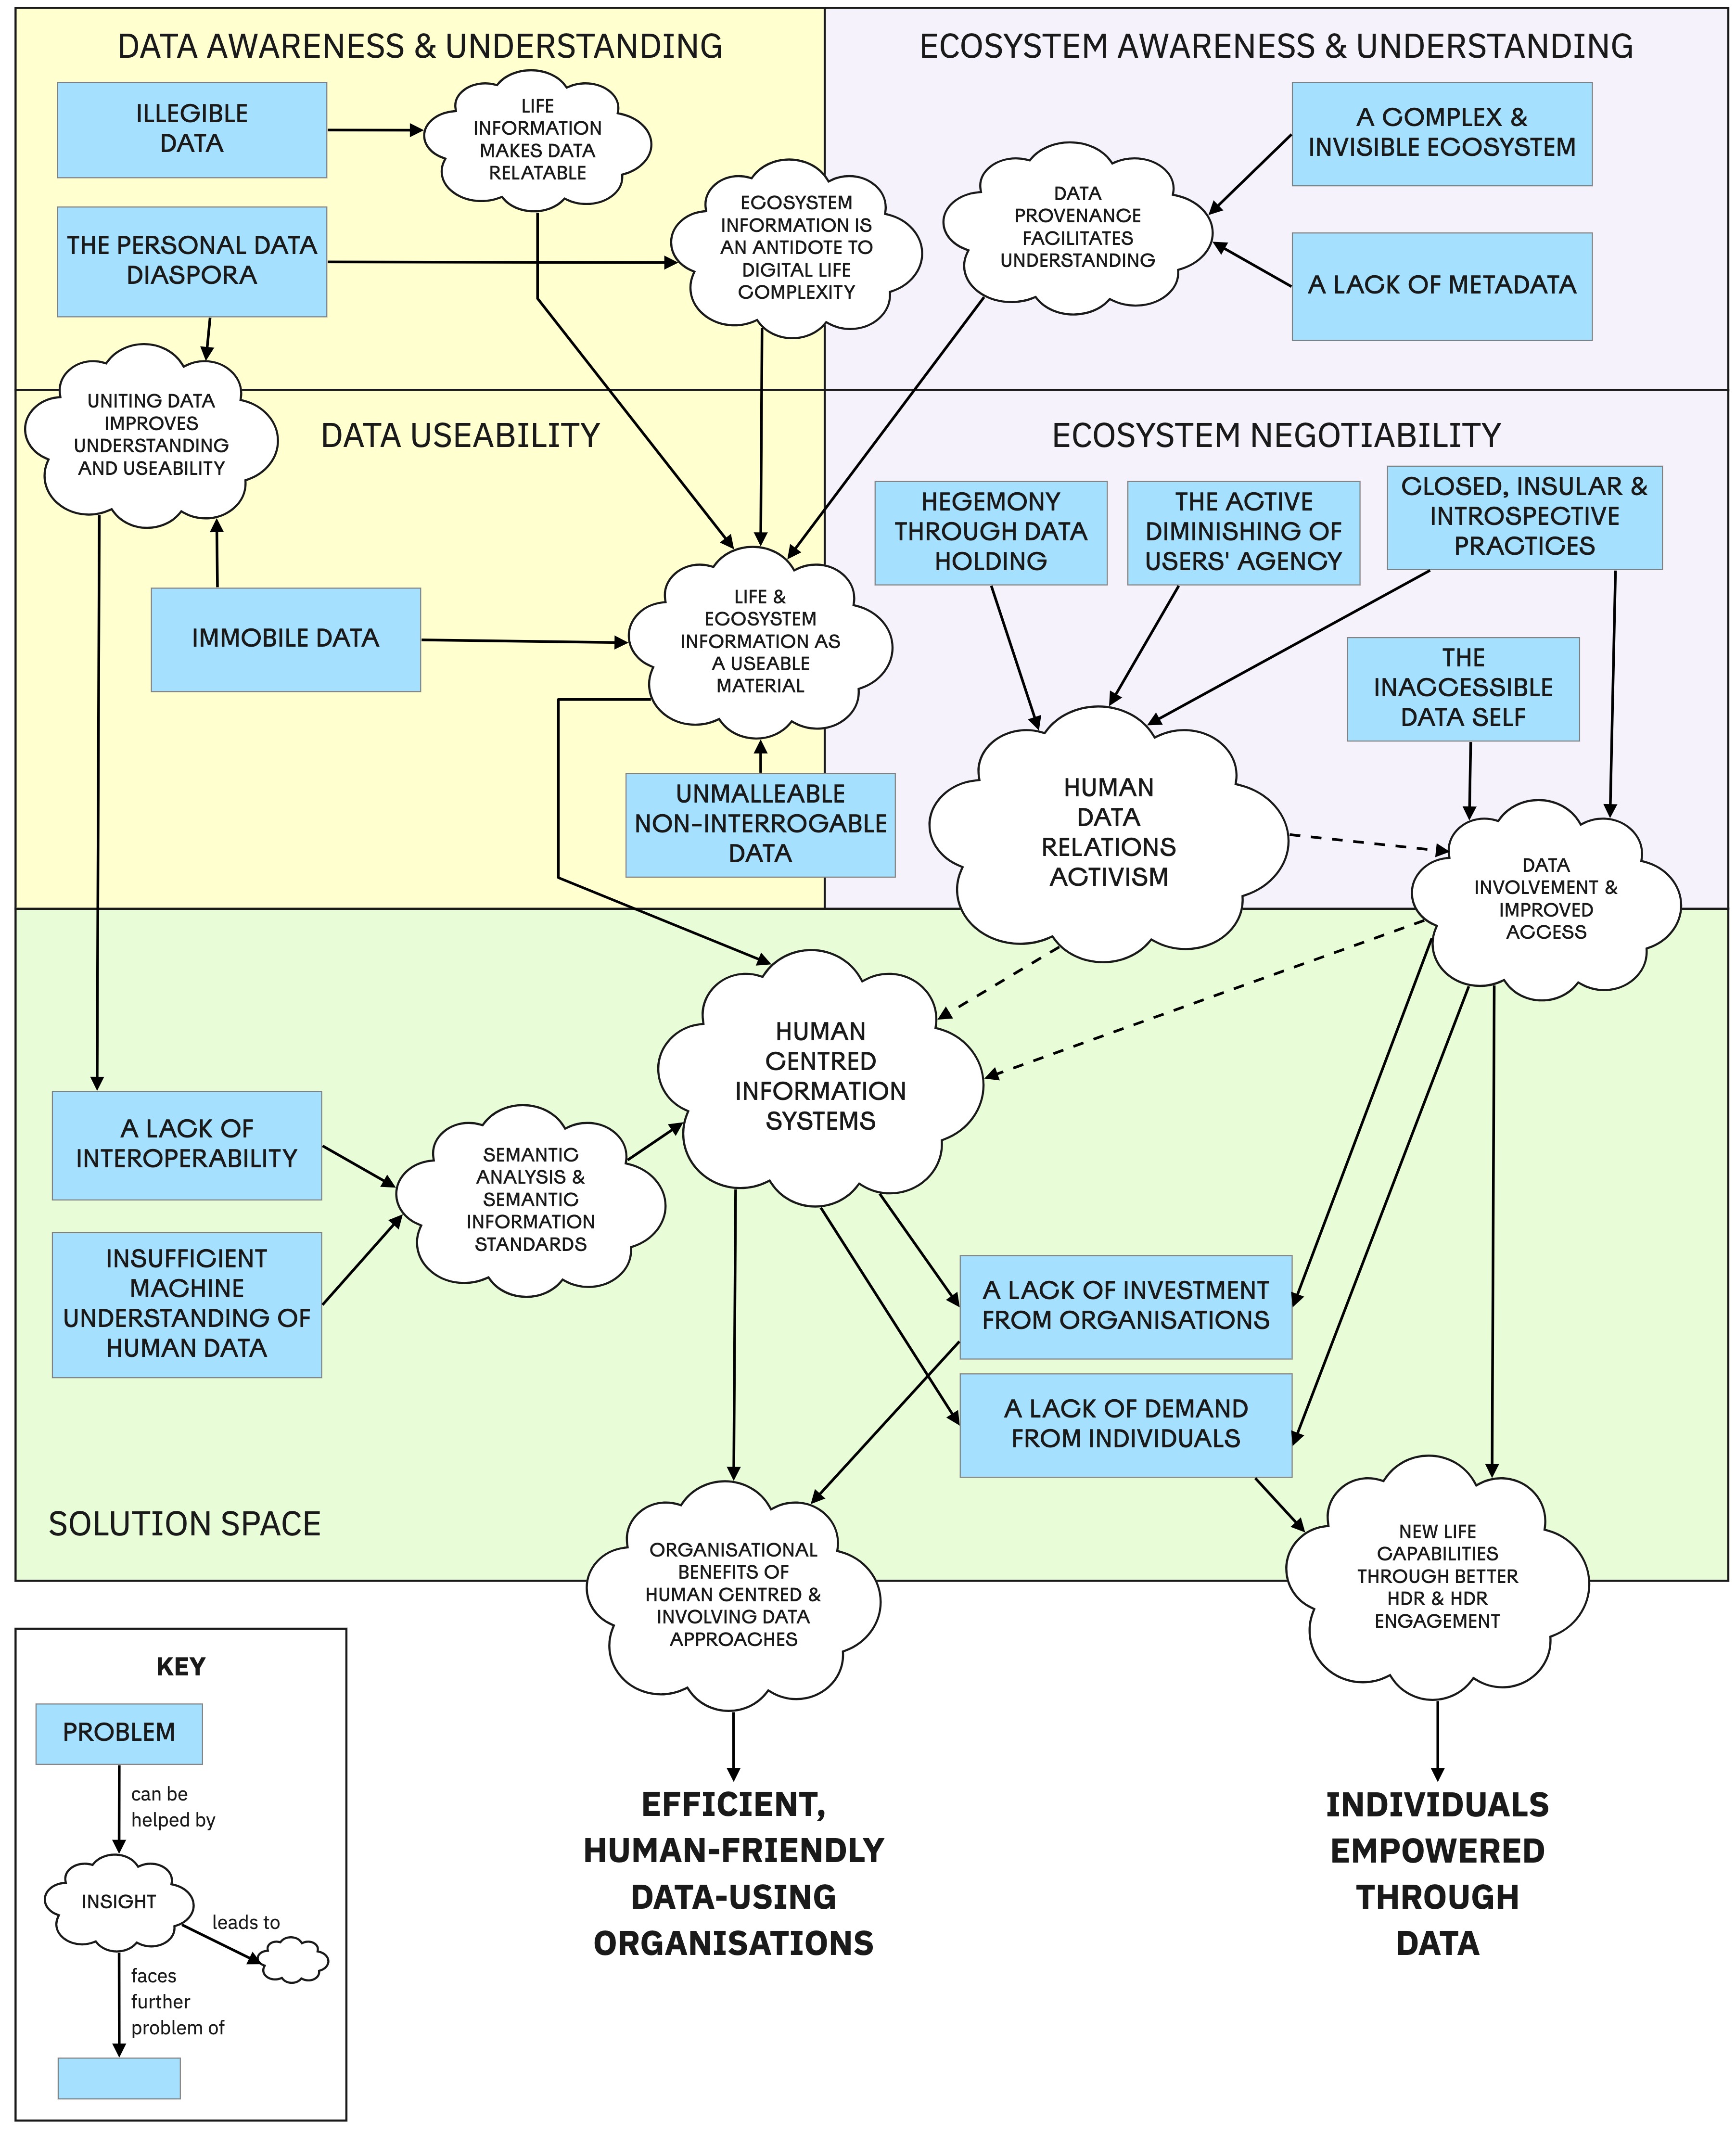 DATA AWARENESS & UNDERSTANDING
ECOSYSTEM AWARENESS & UNDERSTANDING
ILLEGIBLE
DATA
LIFE
INFORMATION
MAKES DATA
RELATABLE
A COMPLEX &
INVISIBLE ECOSYSTEM
THE PERSONAL DATA
DIASPORA
ECOSYSTEM
INFORMATION IS
AN ANTIDOTE TO
DIGITAL LIFE
COMPLEXITY
DATA
PROVENANCE
FACILITATES
UNDERSTANDING
A LACK OF METADATA
UNITING DATA
IMPROVES
UNDERSTANDING
AND USEABILITY
DATA USEABILITY
ECOSYSTEM NEGOTIABILITY
HEGEMONY
THROUGH DATA
HOLDING
THE ACTIVE
DIMINISHING OF
USERS' AGENCY
CLOSED, INSULAR &
INTROSPECTIVE
PRACTICES
IMMOBILE DATA
LIFE &
ECOSYSTEM
INFORMATION AS
A USEABLE
MATERIAL
THE
INACCESSIBLE
DATA SELF
UNMALLEABLE
NON-INTERROGABLE
DATA
HUMAN
DATA
RELATIONS
ACTIVISM
DATA
INVOLVEMENT &
IMPROVED
ACCESS
HUMAN
CENTRED
INFORMATION
SYSTEMS
A LACK OF
INTEROPERABILITY
SEMANTIC
ANALYSIS &
SEMANTIC
INFORMATION
STANDARDS
INSUFFICIENT
MACHINE
UNDERSTANDING OF
HUMAN DATA
A LACK OF INVESTMENT
FROM ORGANISATIONS
A LACK OF DEMAND
FROM INDIVIDUALS
SOLUTION SPACE
ORGANISATIONAL
BENEFITS OF
HUMAN CENTRED &
INVOLVING DATA
APPROACHES
NEW LIFE
CAPABILITIES
THROUGH BETTER
HDR & HDR
ENGAGEMENT
KEY
PROBLEM
can be
helped by
INSIGHT
leads to
faces
further
problem of
EFFICIENT,
HUMAN-FRIENDLY
DATA-USING
ORGANISATIONS
INDIVIDUALS
EMPOWERED
THROUGH
DATA